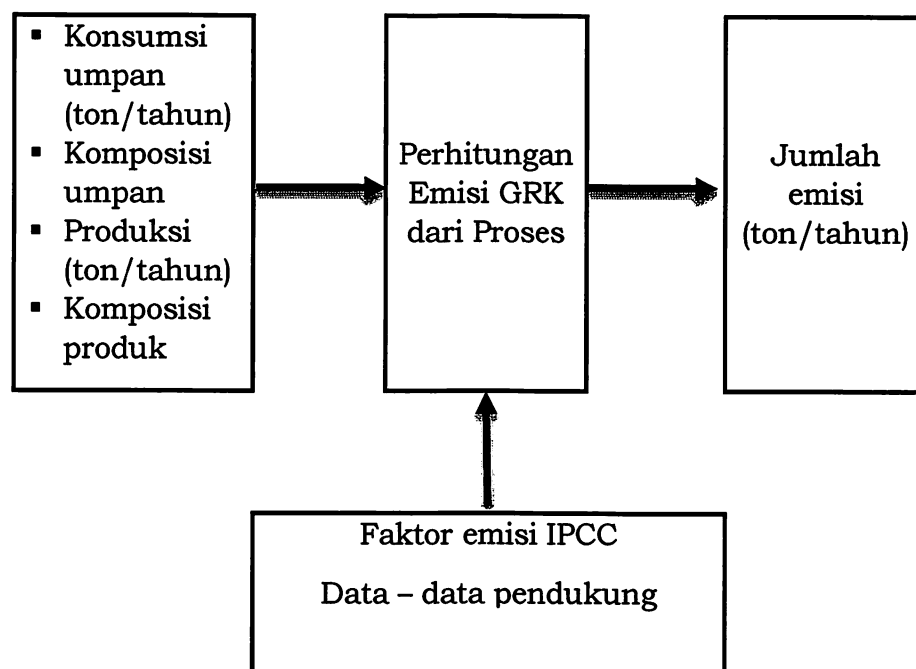 ▪ Konsumsi
umpan
(ton/tahun)
▪ Komposisi
umpan
▪ Produksi
(ton/tahun)
▪ Komposisi
produk
Perhitungan
Emisi GRK
dari Proses
Jumlah
emisi
(ton/tahun)
Faktor emisi IPCC
Data – data pendukung